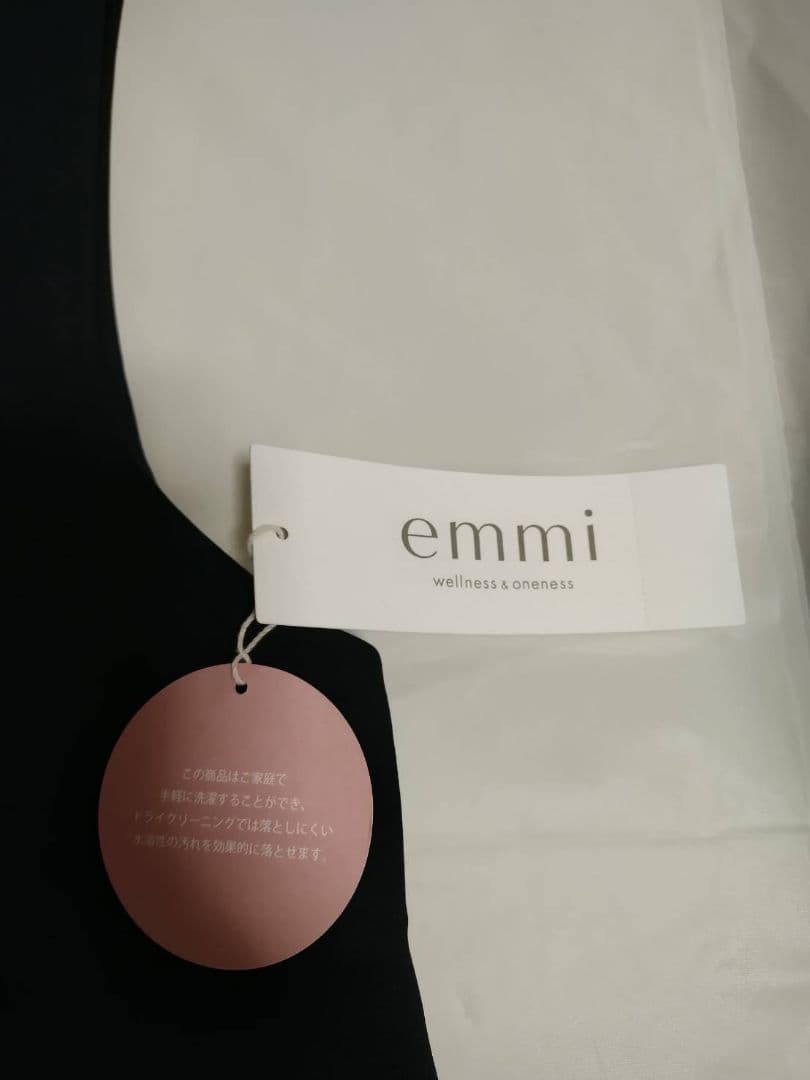 emmi
wellness & oneness
この商品はご家庭で
手軽に洗濯することができ、
ドライクリーニングでは落としにくい
水溶性の汚れを効果的に落とせます。